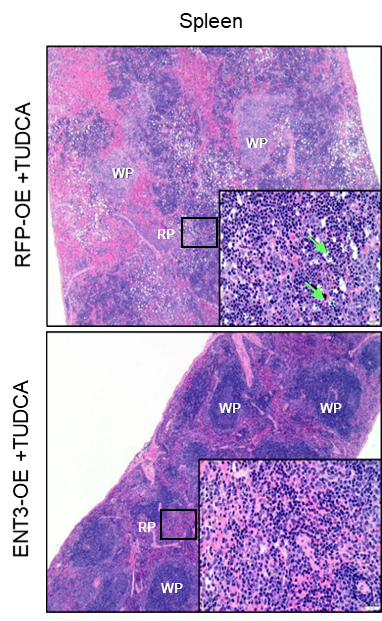 Spleen
RFP-OE +TUDCA
WP
WP
RP
ENT3-OE +TUDCA
WP
WP
RP
WP